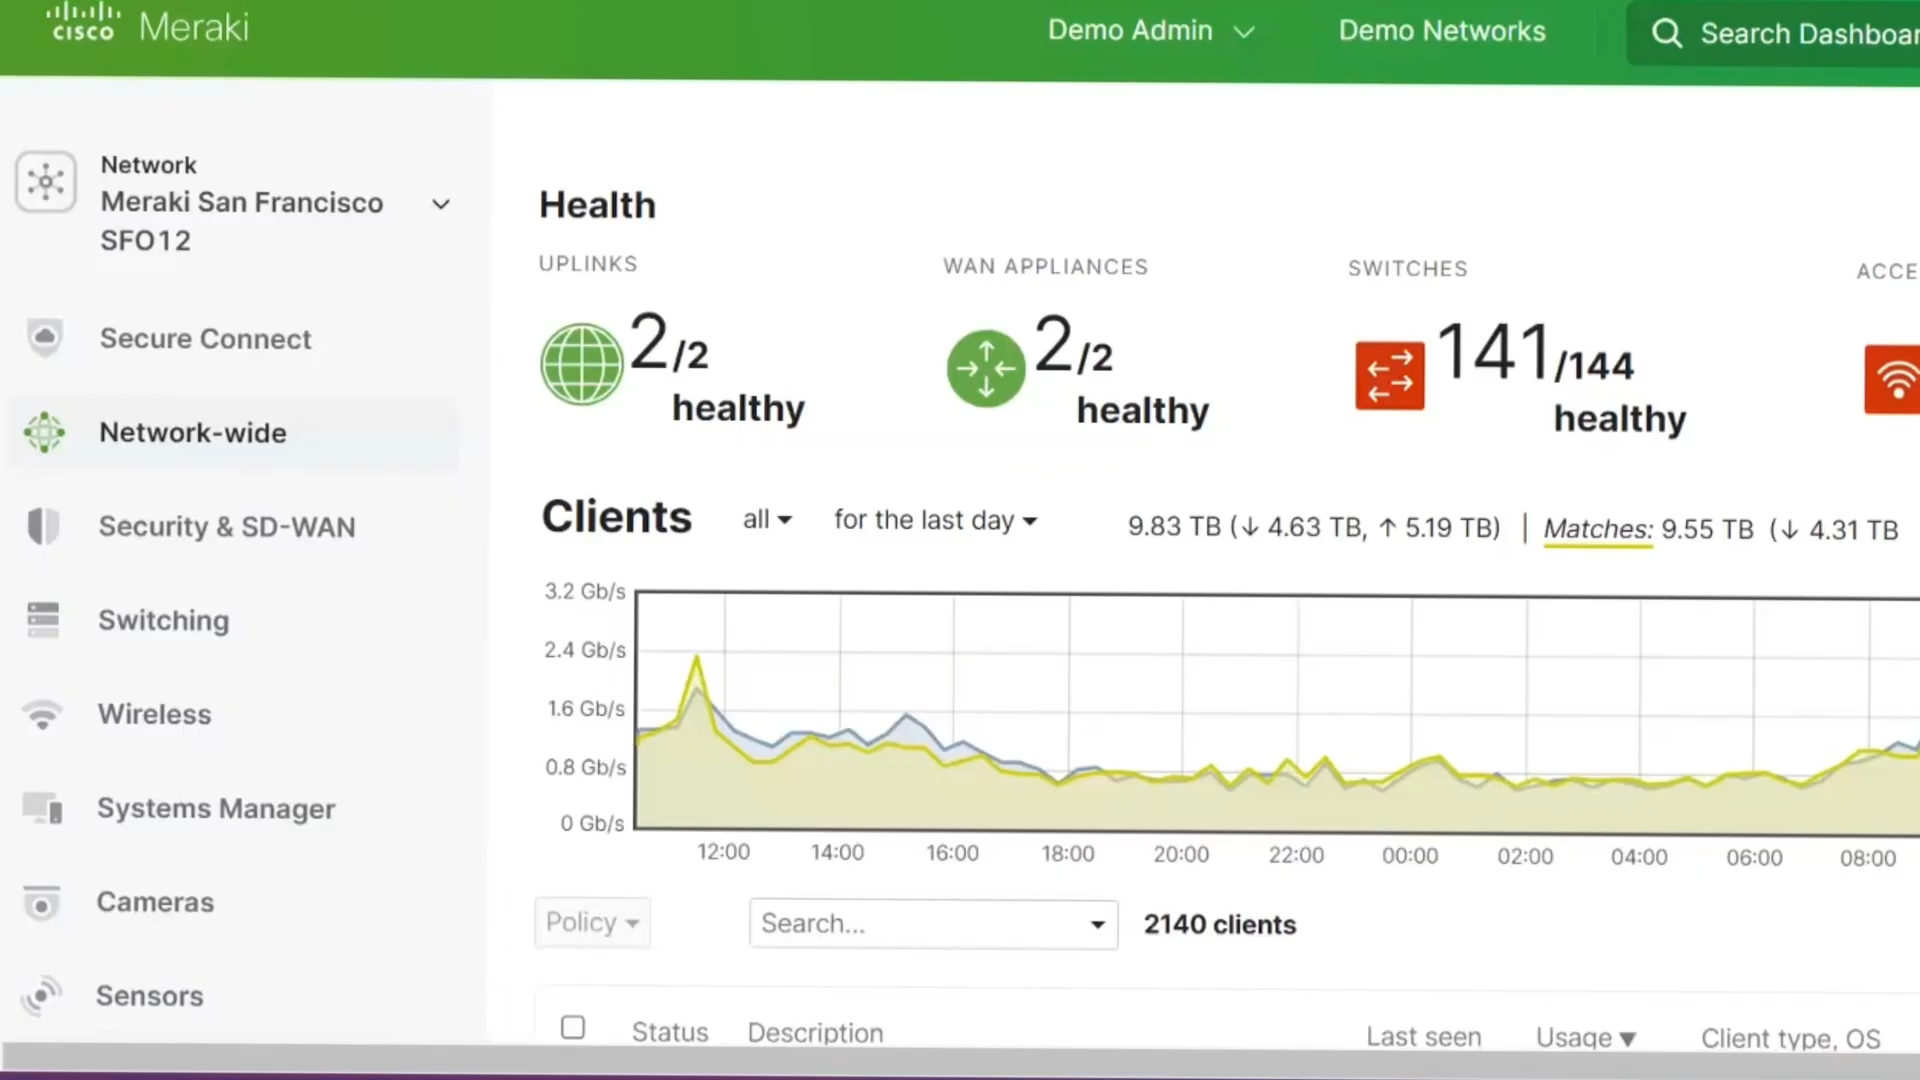 cisco Meraki
Demo Admin
Demo Networks
Search Dashboar
Network
Meraki San Francisco
SFO12
Secure Connect
Network-wide
Security & SD-WAN
Switching
Wireless
Systems Manager
Cameras
Sensors
Health
UPLINKS
2/2
healthy
WAN APPLIANCES
2/2
healthy
SWITCHES
141/144
healthy
ACCE
Clients all for the last day 9.83 TB (↓ 4.63 TB, ↑ 5.19 TB) | Matches: 9.55 TB (↓ 4.31 TB
3.2 Gb/s
2.4 Gb/s
1.6 Gb/s
0.8 Gb/s
0 Gb/s
12:00 14:00 16:00 18:00 20:00 22:00 00:00 02:00 04:00 06:00 08:00
Policy
Search...
2140 clients
Status Description Last seen Usage Client type, OS